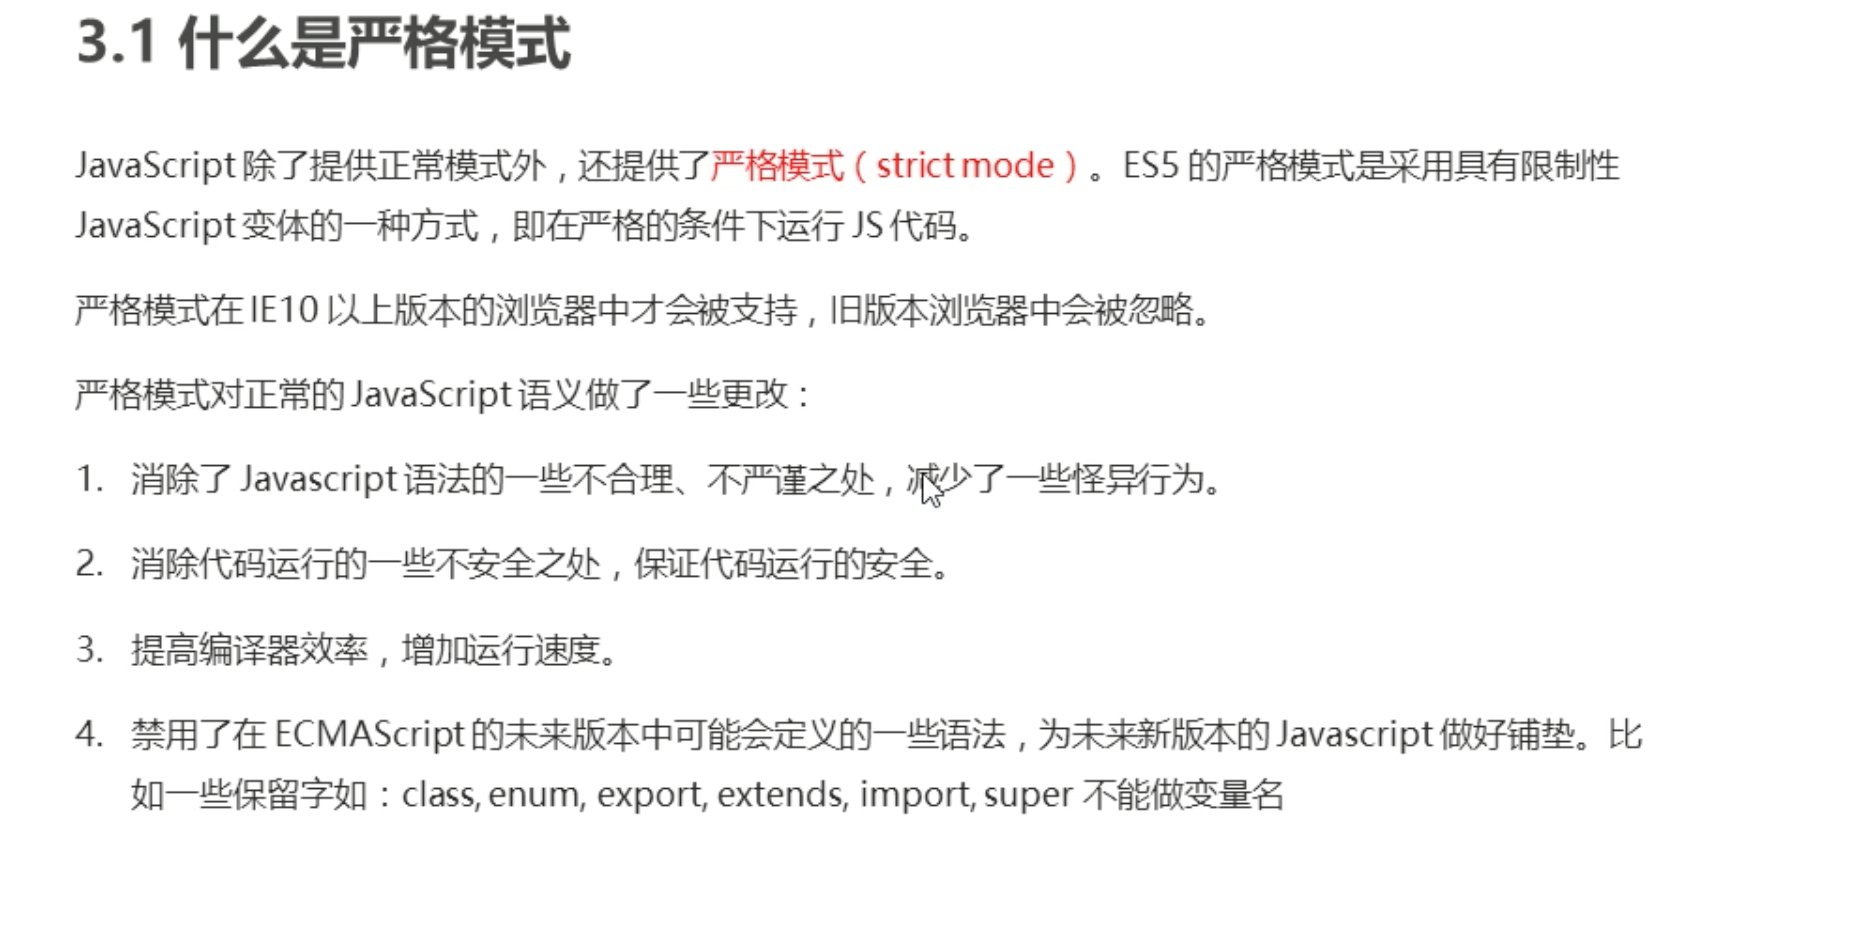 3.1 什么是严格模式
JavaScript 除了提供正常模式外，还提供了严格模式（strict mode）。ES5 的严格模式是采用具有限制性
JavaScript 变体的一种方式，即在严格的条件下运行 JS 代码。
严格模式在 IE10 以上版本的浏览器中才会被支持，旧版本浏览器中会被忽略。
严格模式对正常的 JavaScript 语义做了一些更改：
1. 消除了 Javascript 语法的一些不合理、不严谨之处，减少了一些怪异行为。
2. 消除代码运行的一些不安全之处，保证代码运行的安全。
3. 提高编译器效率，增加运行速度。
4. 禁用了在 ECMAScript 的未来版本中可能会定义的一些语法，为未来新版本的 Javascript 做好铺垫。比
如一些保留字如：class, enum, export, extends, import, super 不能做变量名